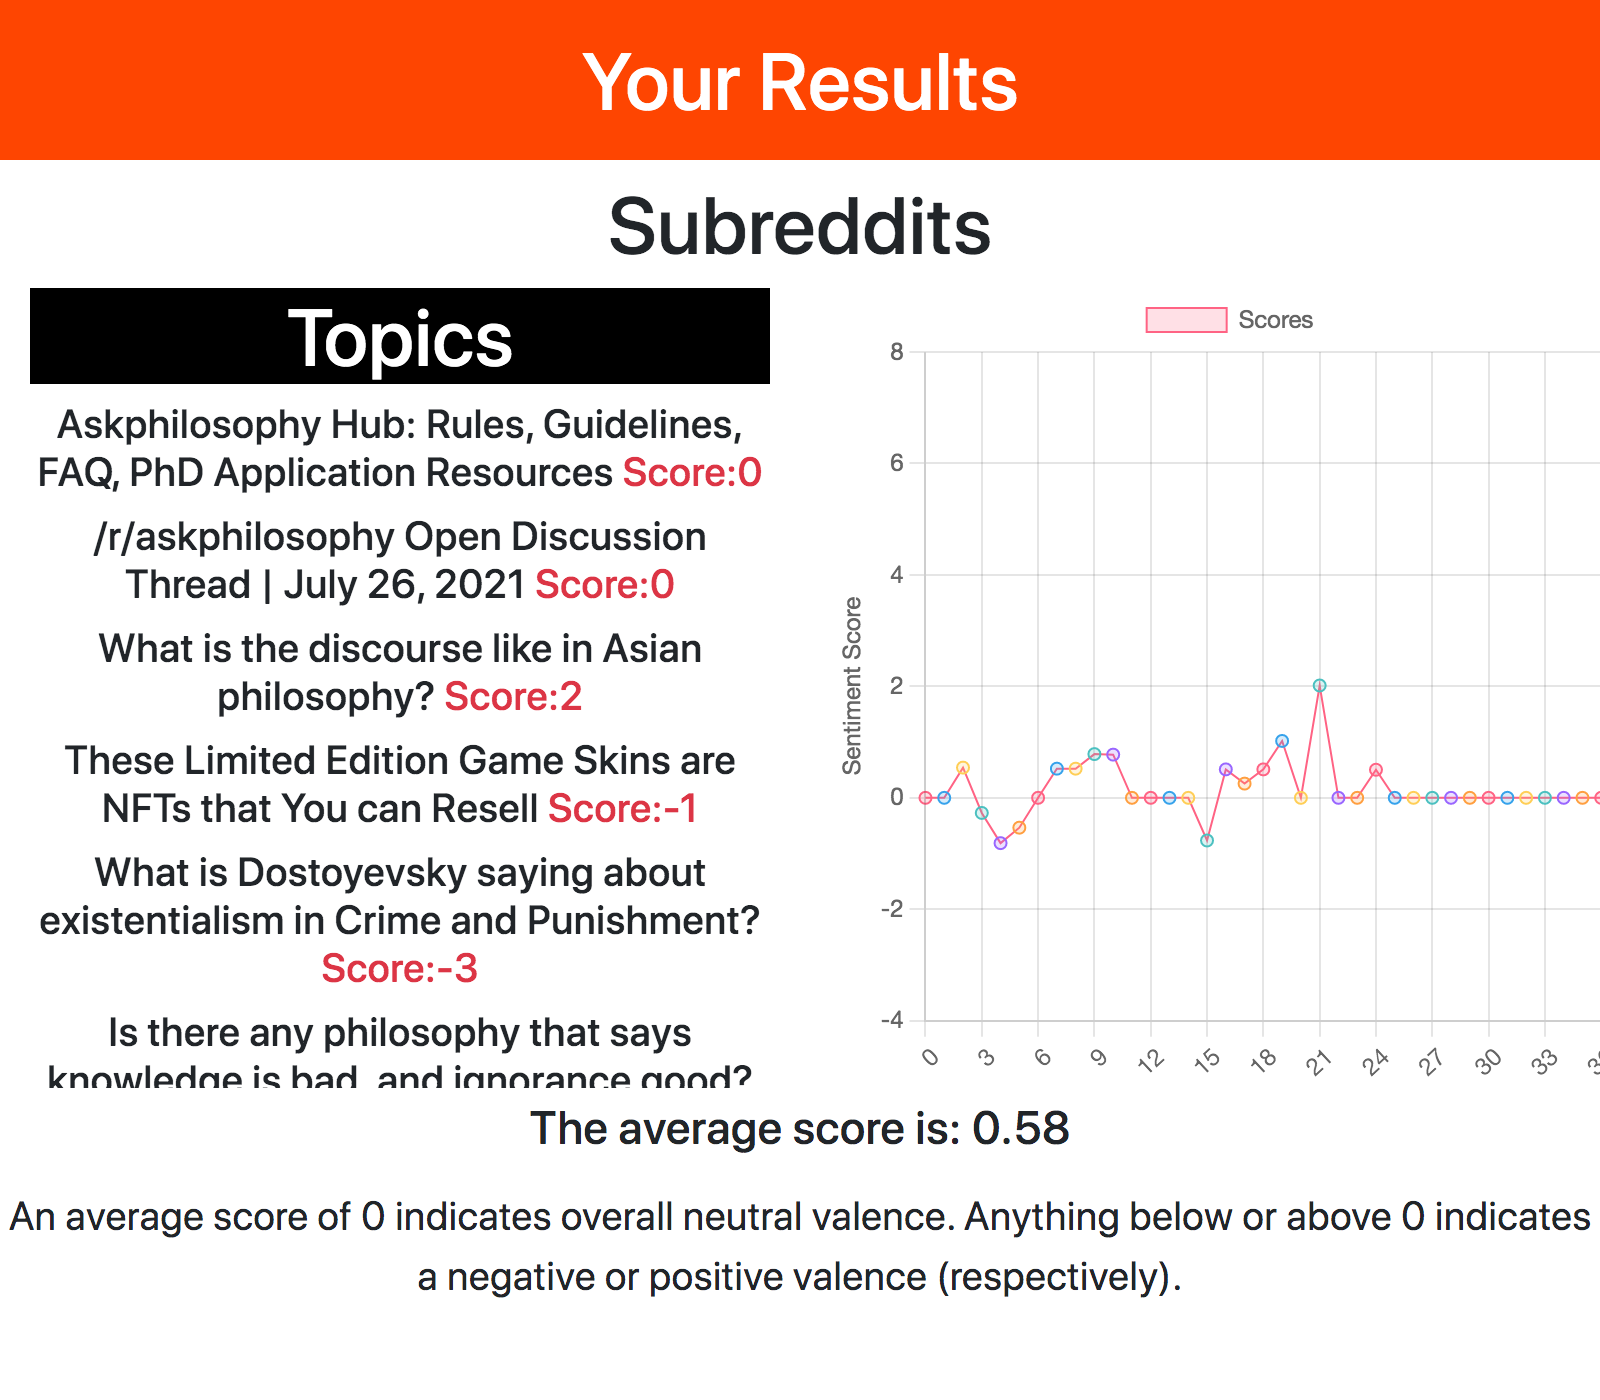 Your Results
Subreddits
Topics
Askphilosophy Hub: Rules, Guidelines,
FAQ, PhD Application Resources Score:0
/r/askphilosophy Open Discussion
Thread | July 26, 2021 Score:0
What is the discourse like in Asian
philosophy? Score:2
These Limited Edition Game Skins are
NFTs that You can Resell Score:-1
What is Dostoyevsky saying about
existentialism in Crime and Punishment?
Score:-3
Is there any philosophy that says
knowledge is bad, and ignorance good?
Scores
Sentiment Score
8
6
4
2
0
-2
-4
0 3 6 9 12 15 18 21 24 27 30 33
The average score is: 0.58
An average score of 0 indicates overall neutral valence. Anything below or above 0 indicates
a negative or positive valence (respectively).